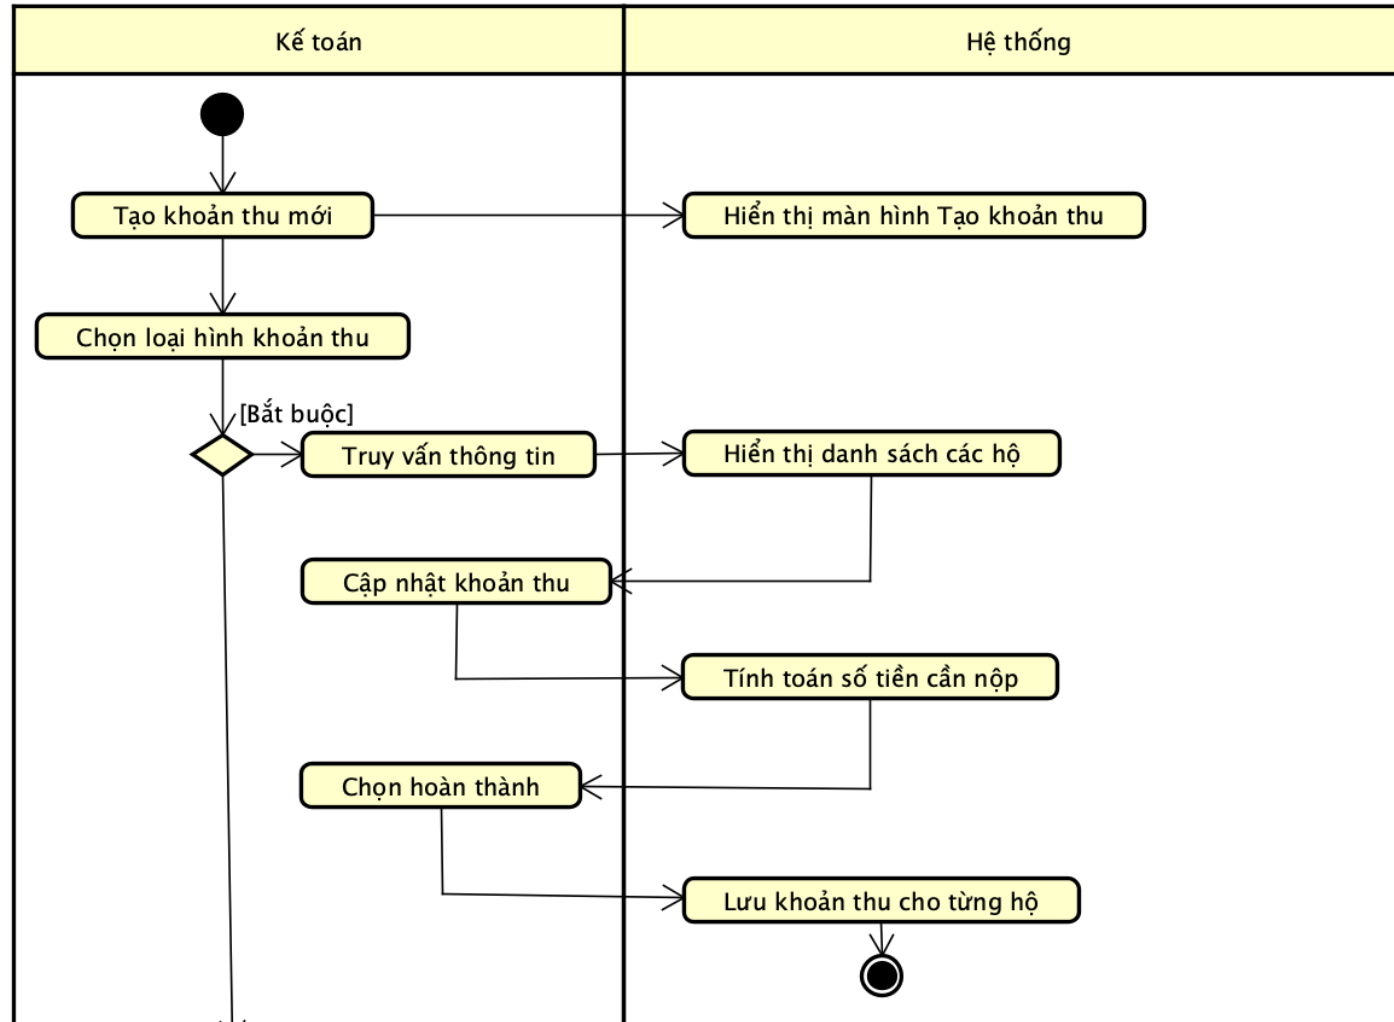 Kế toán
Hệ thống
Tạo khoản thu mới
Hiển thị màn hình Tạo khoản thu
Chọn loại hình khoản thu
[Bắt buộc]
Truy vấn thông tin
Hiển thị danh sách các hộ
Cập nhật khoản thu
Tính toán số tiền cần nộp
Chọn hoàn thành
Lưu khoản thu cho từng hộ